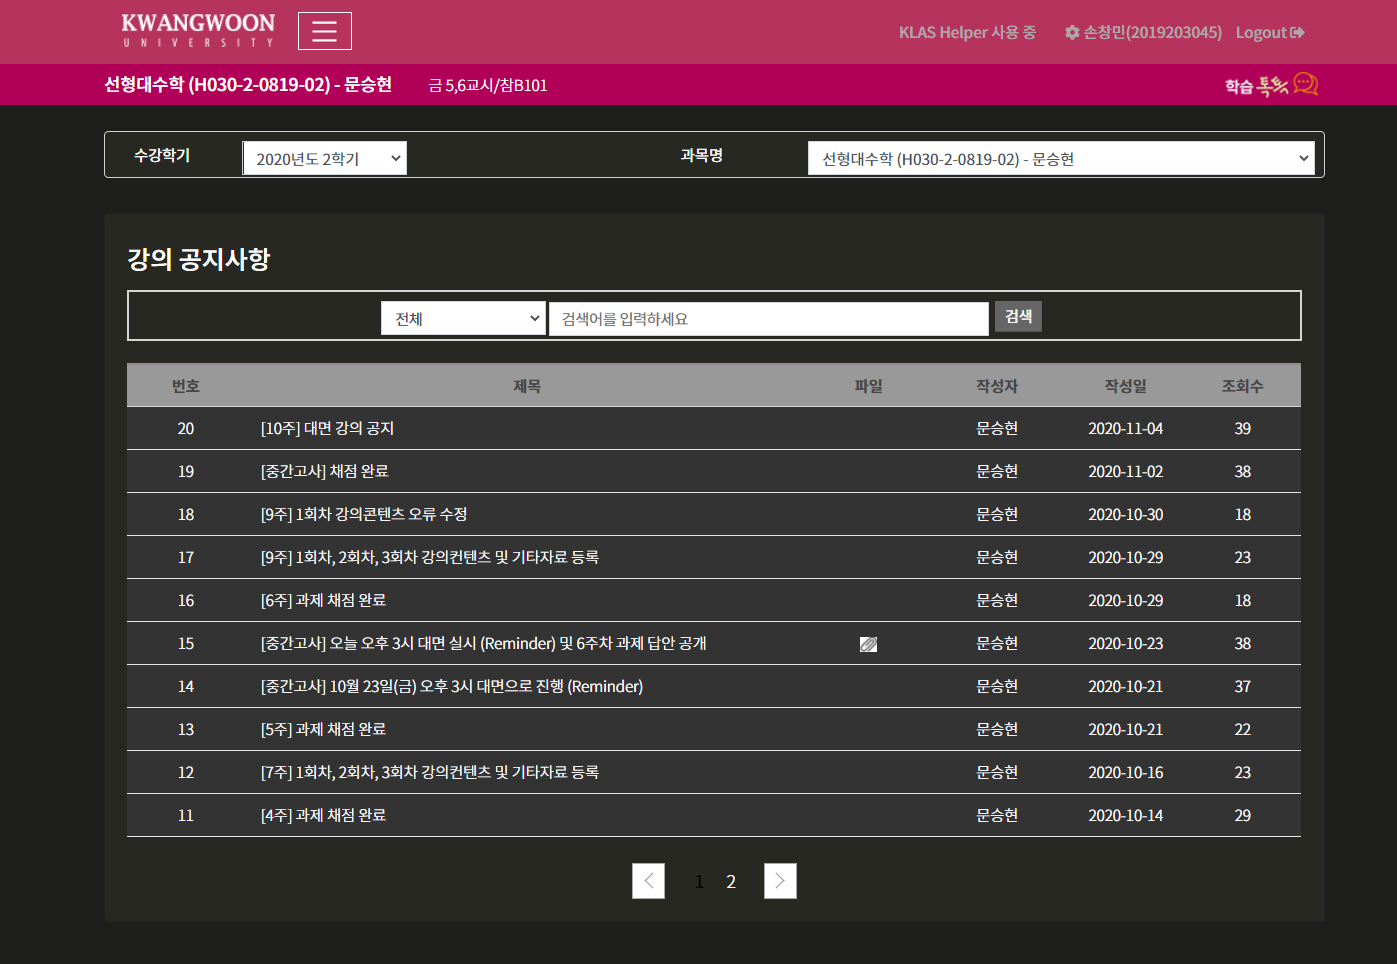 KWANGWOON
UNIVERSITY
KLAS Helper 사용 중 손창민(2019203045) Logout
선형대수학 (H030-2-0819-02) - 문승현 금 5,6교시/참B101 학습 톡톡
수강학기 2020년도 2학기 과목명 선형대수학 (H030-2-0819-02) - 문승현
강의 공지사항
전체 검색어를 입력하세요 검색
번호 제목 파일 작성자 작성일 조회수
20 [10주] 대면 강의 공지 문승현 2020-11-04 39
19 [중간고사] 채점 완료 문승현 2020-11-02 38
18 [9주] 1회차 강의콘텐츠 오류 수정 문승현 2020-10-30 18
17 [9주] 1회차, 2회차, 3회차 강의컨텐츠 및 기타자료 등록 문승현 2020-10-29 23
16 [6주] 과제 채점 완료 문승현 2020-10-29 18
15 [중간고사] 오늘 오후 3시 대면 실시 (Reminder) 및 6주차 과제 답안 공개 문승현 2020-10-23 38
14 [중간고사] 10월 23일(금) 오후 3시 대면으로 진행 (Reminder) 문승현 2020-10-21 37
13 [5주] 과제 채점 완료 문승현 2020-10-21 22
12 [7주] 1회차, 2회차, 3회차 강의컨텐츠 및 기타자료 등록 문승현 2020-10-16 23
11 [4주] 과제 채점 완료 문승현 2020-10-14 29
1 2